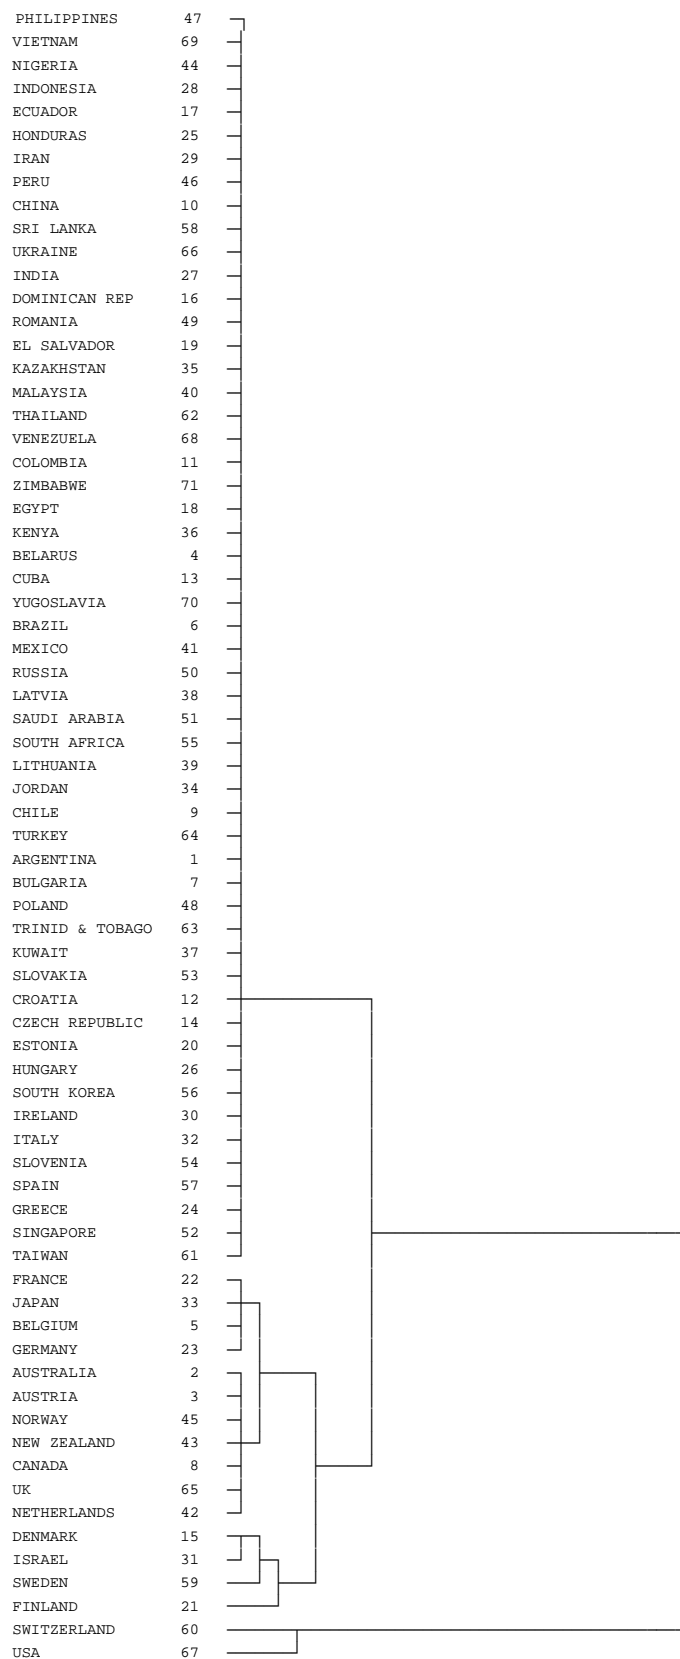 PHILIPPINES 47
VIETNAM 69
NIGERIA 44
INDONESIA 28
ECUADOR 17
HONDURAS 25
IRAN 29
PERU 46
CHINA 10
SRI LANKA 58
UKRAINE 66
INDIA 27
DOMINICAN REP 16
ROMANIA 49
EL SALVADOR 19
KAZAKHSTAN 35
MALAYSIA 40
THAILAND 62
VENEZUELA 68
COLOMBIA 11
ZIMBABWE 71
EGYPT 18
KENYA 36
BELARUS 4
CUBA 13
YUGOSLAVIA 70
BRAZIL 6
MEXICO 41
RUSSIA 50
LATVIA 38
SAUDI ARABIA 51
SOUTH AFRICA 55
LITHUANIA 39
JORDAN 34
CHILE 9
TURKEY 64
ARGENTINA 1
BULGARIA 7
POLAND 48
TRINID & TOBAGO 63
KUWAIT 37
SLOVAKIA 53
CROATIA 12
CZECH REPUBLIC 14
ESTONIA 20
HUNGARY 26
SOUTH KOREA 56
IRELAND 30
ITALY 32
SLOVENIA 54
SPAIN 57
GREECE 24
SINGAPORE 52
TAIWAN 61
FRANCE 22
JAPAN 33
BELGIUM 5
GERMANY 23
AUSTRALIA 2
AUSTRIA 3
NORWAY 45
NEW ZEALAND 43
CANADA 8
UK 65
NETHERLANDS 42
DENMARK 15
ISRAEL 31
SWEDEN 59
FINLAND 21
SWITZERLAND 60
USA 67